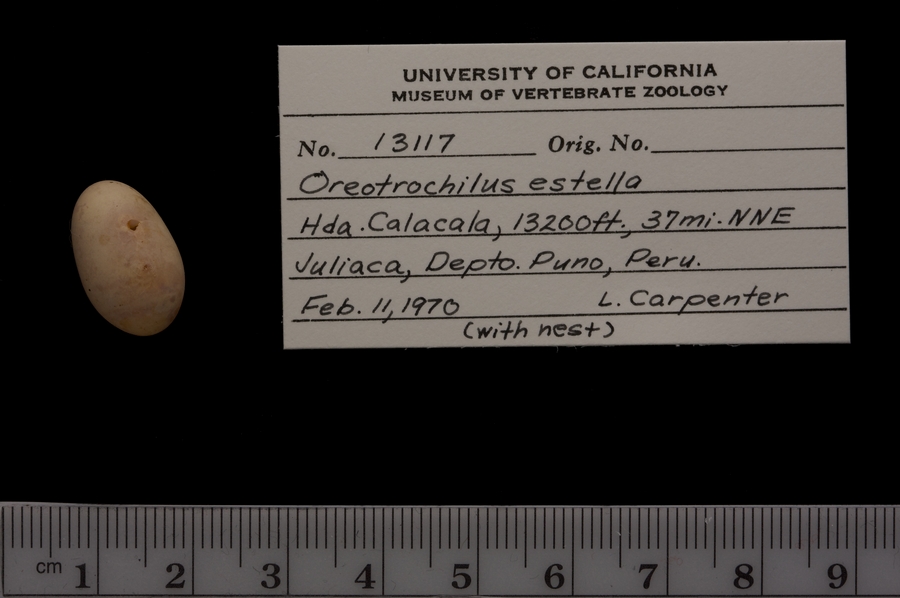 UNIVERSITY OF CALIFORNIA
MUSEUM OF VERTEBRATE ZOOLOGY
No. 13117 Orig. No.
Oreotrochilus estella
Hda. Calacala, 13200ft., 37mi. NNE
Juliaca, Depto. Puno, Peru.
Feb. 11, 1970 L. Carpenter
(with nest)
cm 1 2 3 4 5 6 7 8 9